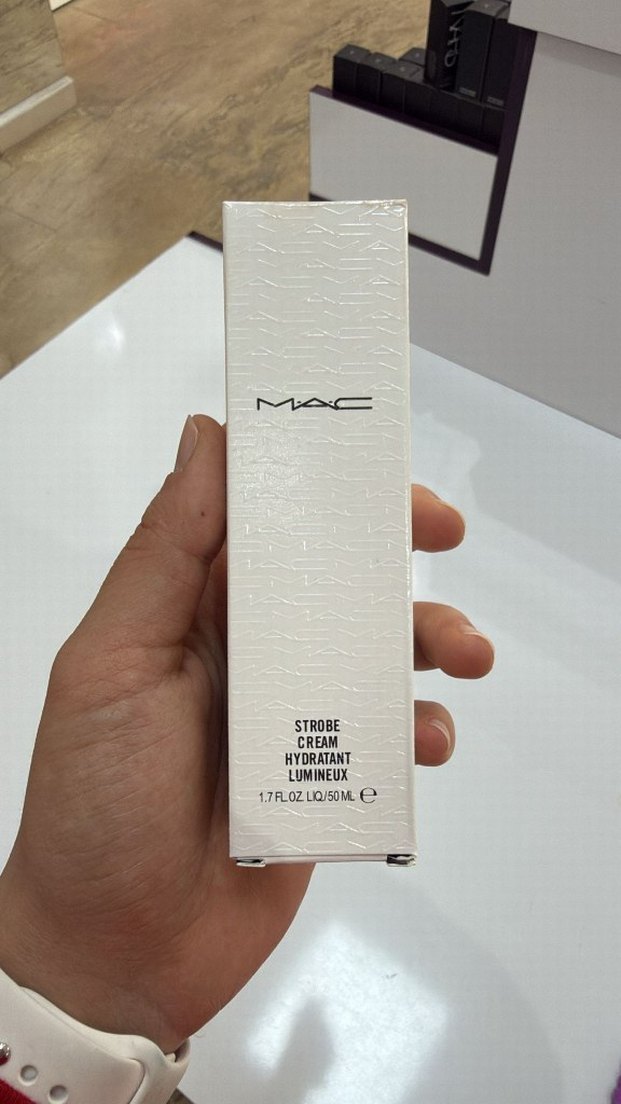 M·A·C
STROBE
CREAM
HYDRATANT
LUMINEUX
1.7 FL.OZ. LIQ./50 ML ℮